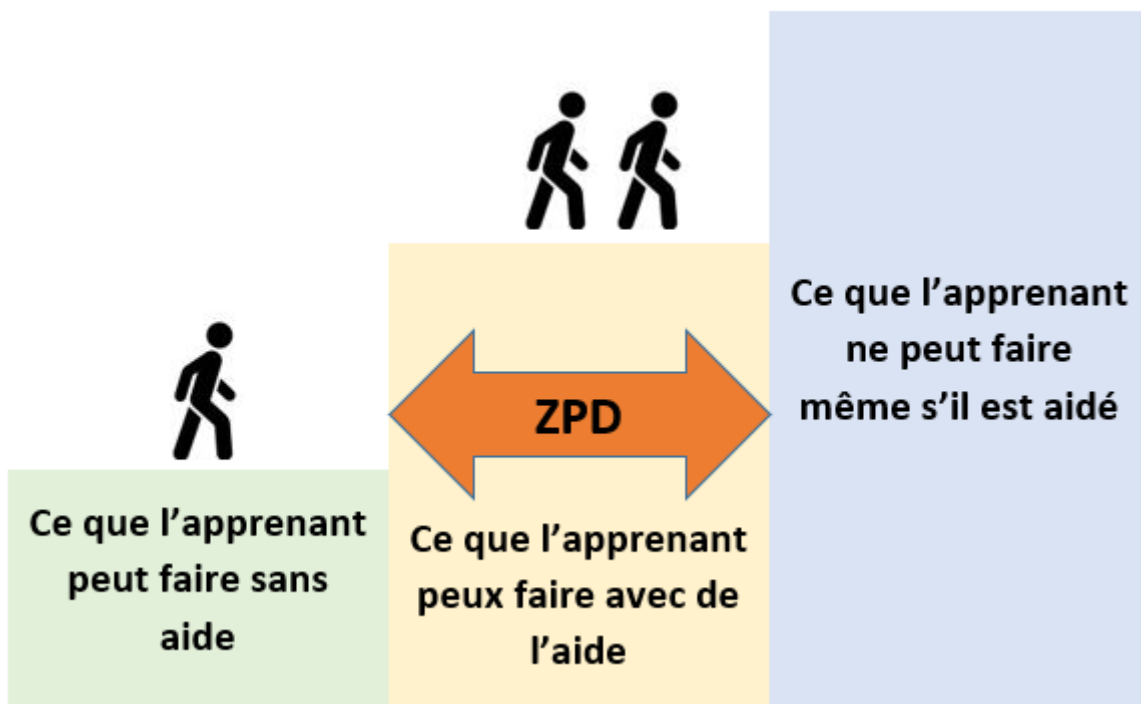 Ce que l’apprenant
peut faire sans
aide
ZPD
Ce que l’apprenant
peux faire avec de
l’aide
Ce que l’apprenant
ne peut faire
même s’il est aidé